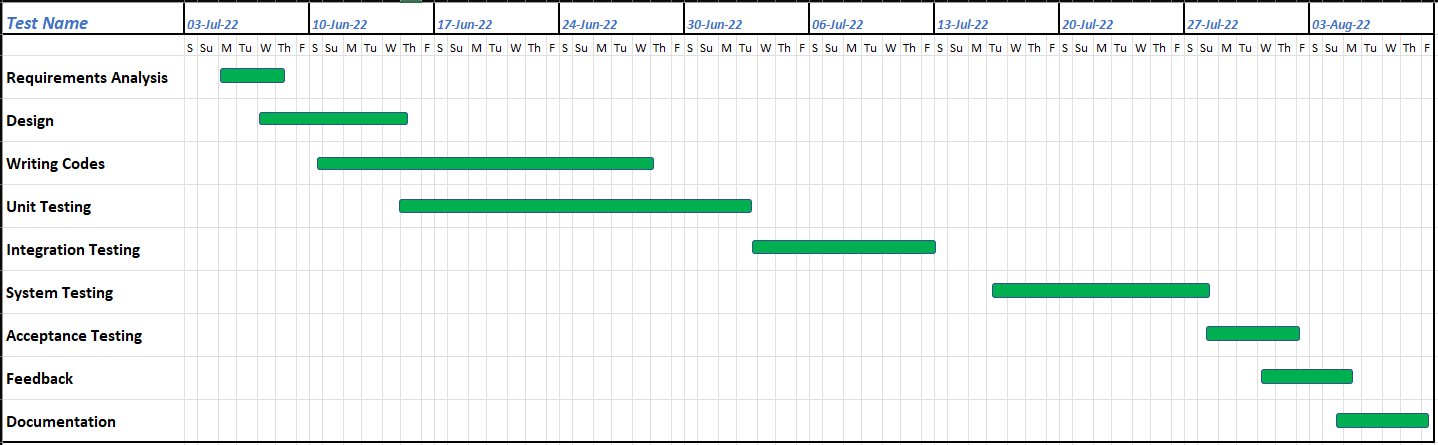 Test Name 03-Jul-22 10-Jun-22 17-Jun-22 24-Jun-22 30-Jun-22 06-Jul-22 13-Jul-22 20-Jul-22 27-Jul-22 03-Aug-22
S Su M Tu W Th F S Su M Tu W Th F S Su M Tu W Th F S Su M Tu W Th F S Su M Tu W Th F S Su M Tu W Th F S Su M Tu W Th F S Su M Tu W Th F S Su M Tu W Th F S Su M Tu W Th F
Requirements Analysis
Design
Writing Codes
Unit Testing
Integration Testing
System Testing
Acceptance Testing
Feedback
Documentation